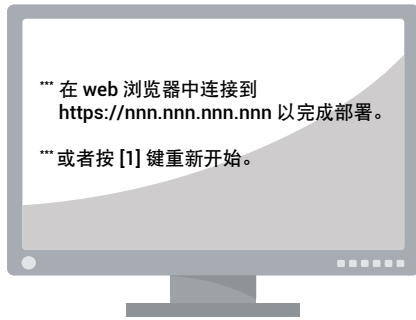 *** 在 web 浏览器中连接到
https://nnn.nnn.nnn.nnn 以完成部署。
*** 或者按 [1] 键重新开始。